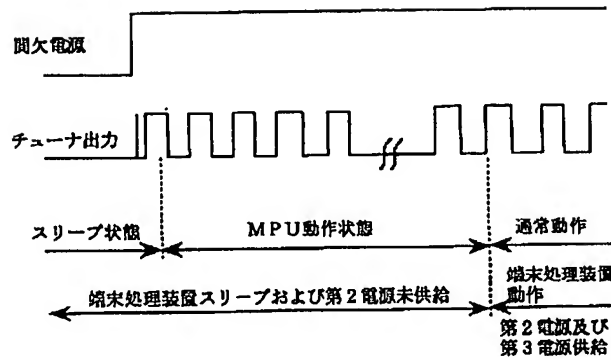 間欠電源
チューナ出力
スリープ状態
MPU動作状態
通常動作
端末処理装置スリープおよび第2電源未供給
端末処理装置
動作
第2電源及び
第3電源供給